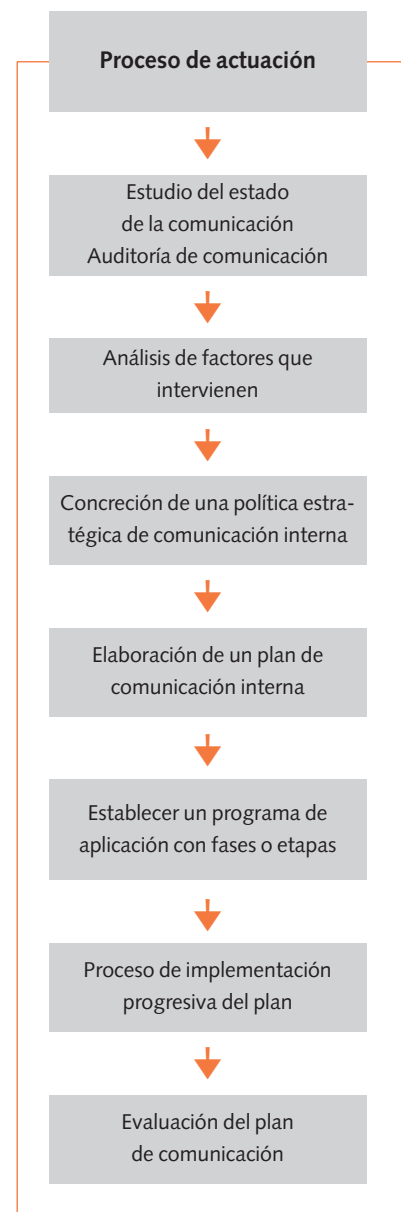 Proceso de actuación
Estudio del estado
de la comunicación
Auditoría de comunicación
Análisis de factores que
intervienen
Concreción de una política estra-
tégica de comunicación interna
Elaboración de un plan de
comunicación interna
Establecer un programa de
aplicación con fases o etapas
Proceso de implementación
progresiva del plan
Evaluación del plan
de comunicación